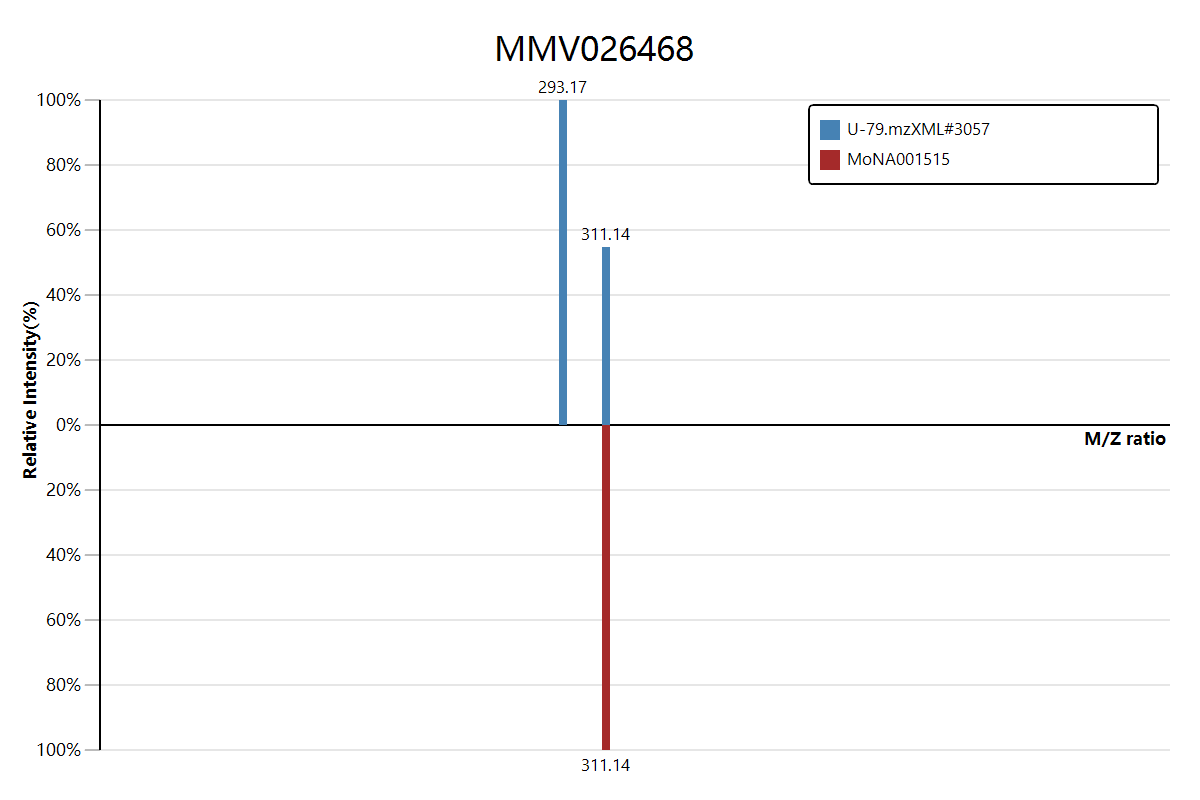 MMV026468
293.17
100%
U-79.mzXML#3057
MoNA001515
80%
60%
311.14
40%
20%
0%
M/Z ratio
Relative Intensity(%)
20%
40%
60%
80%
100%
311.14